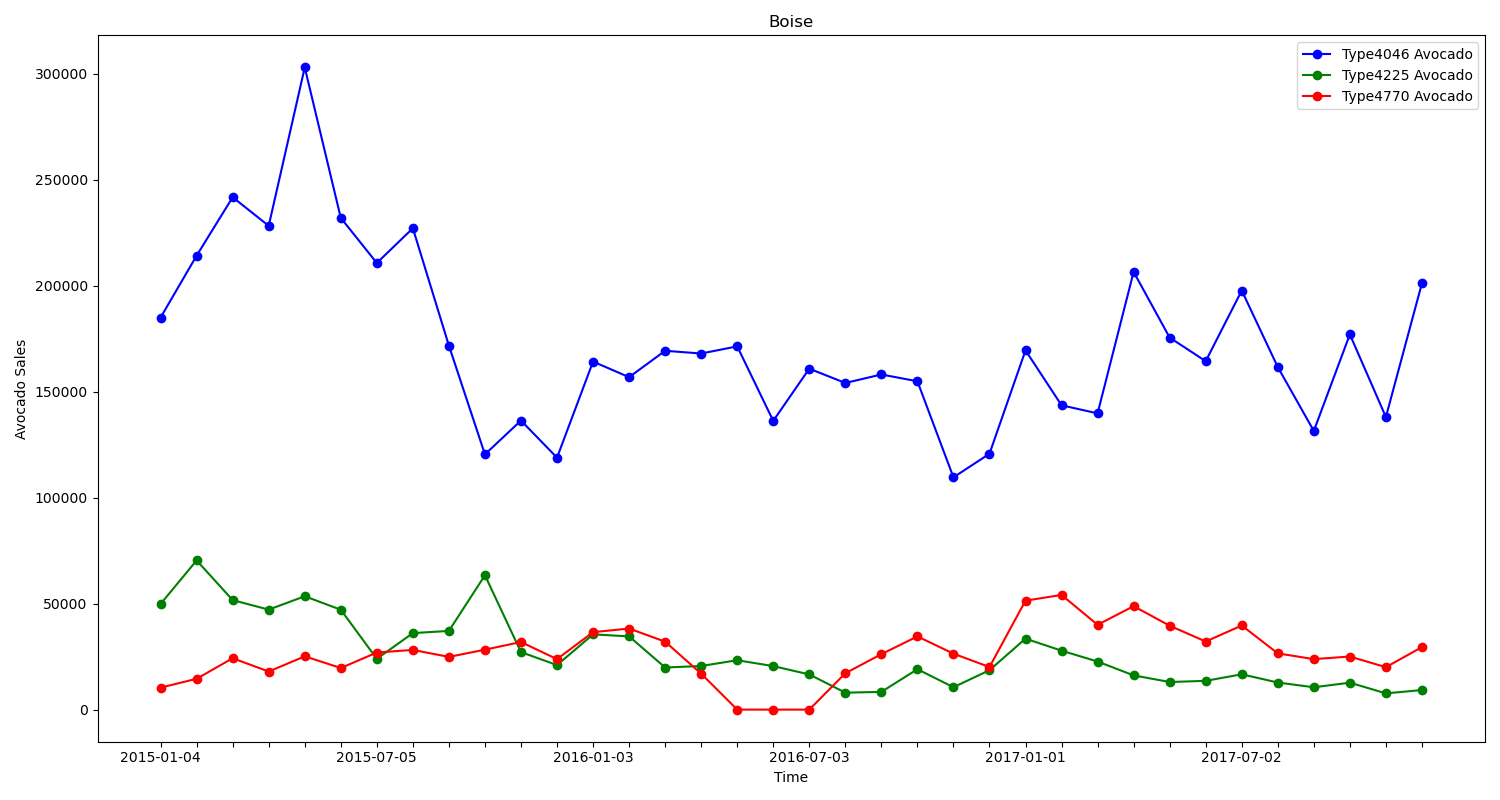 Boise
Type4046 Avocado
Type4225 Avocado
Type4770 Avocado
300000
250000
200000
150000
100000
50000
0
Avocado Sales
2015-01-04
2015-07-05
2016-01-03
2016-07-03
2017-01-01
2017-07-02
Time